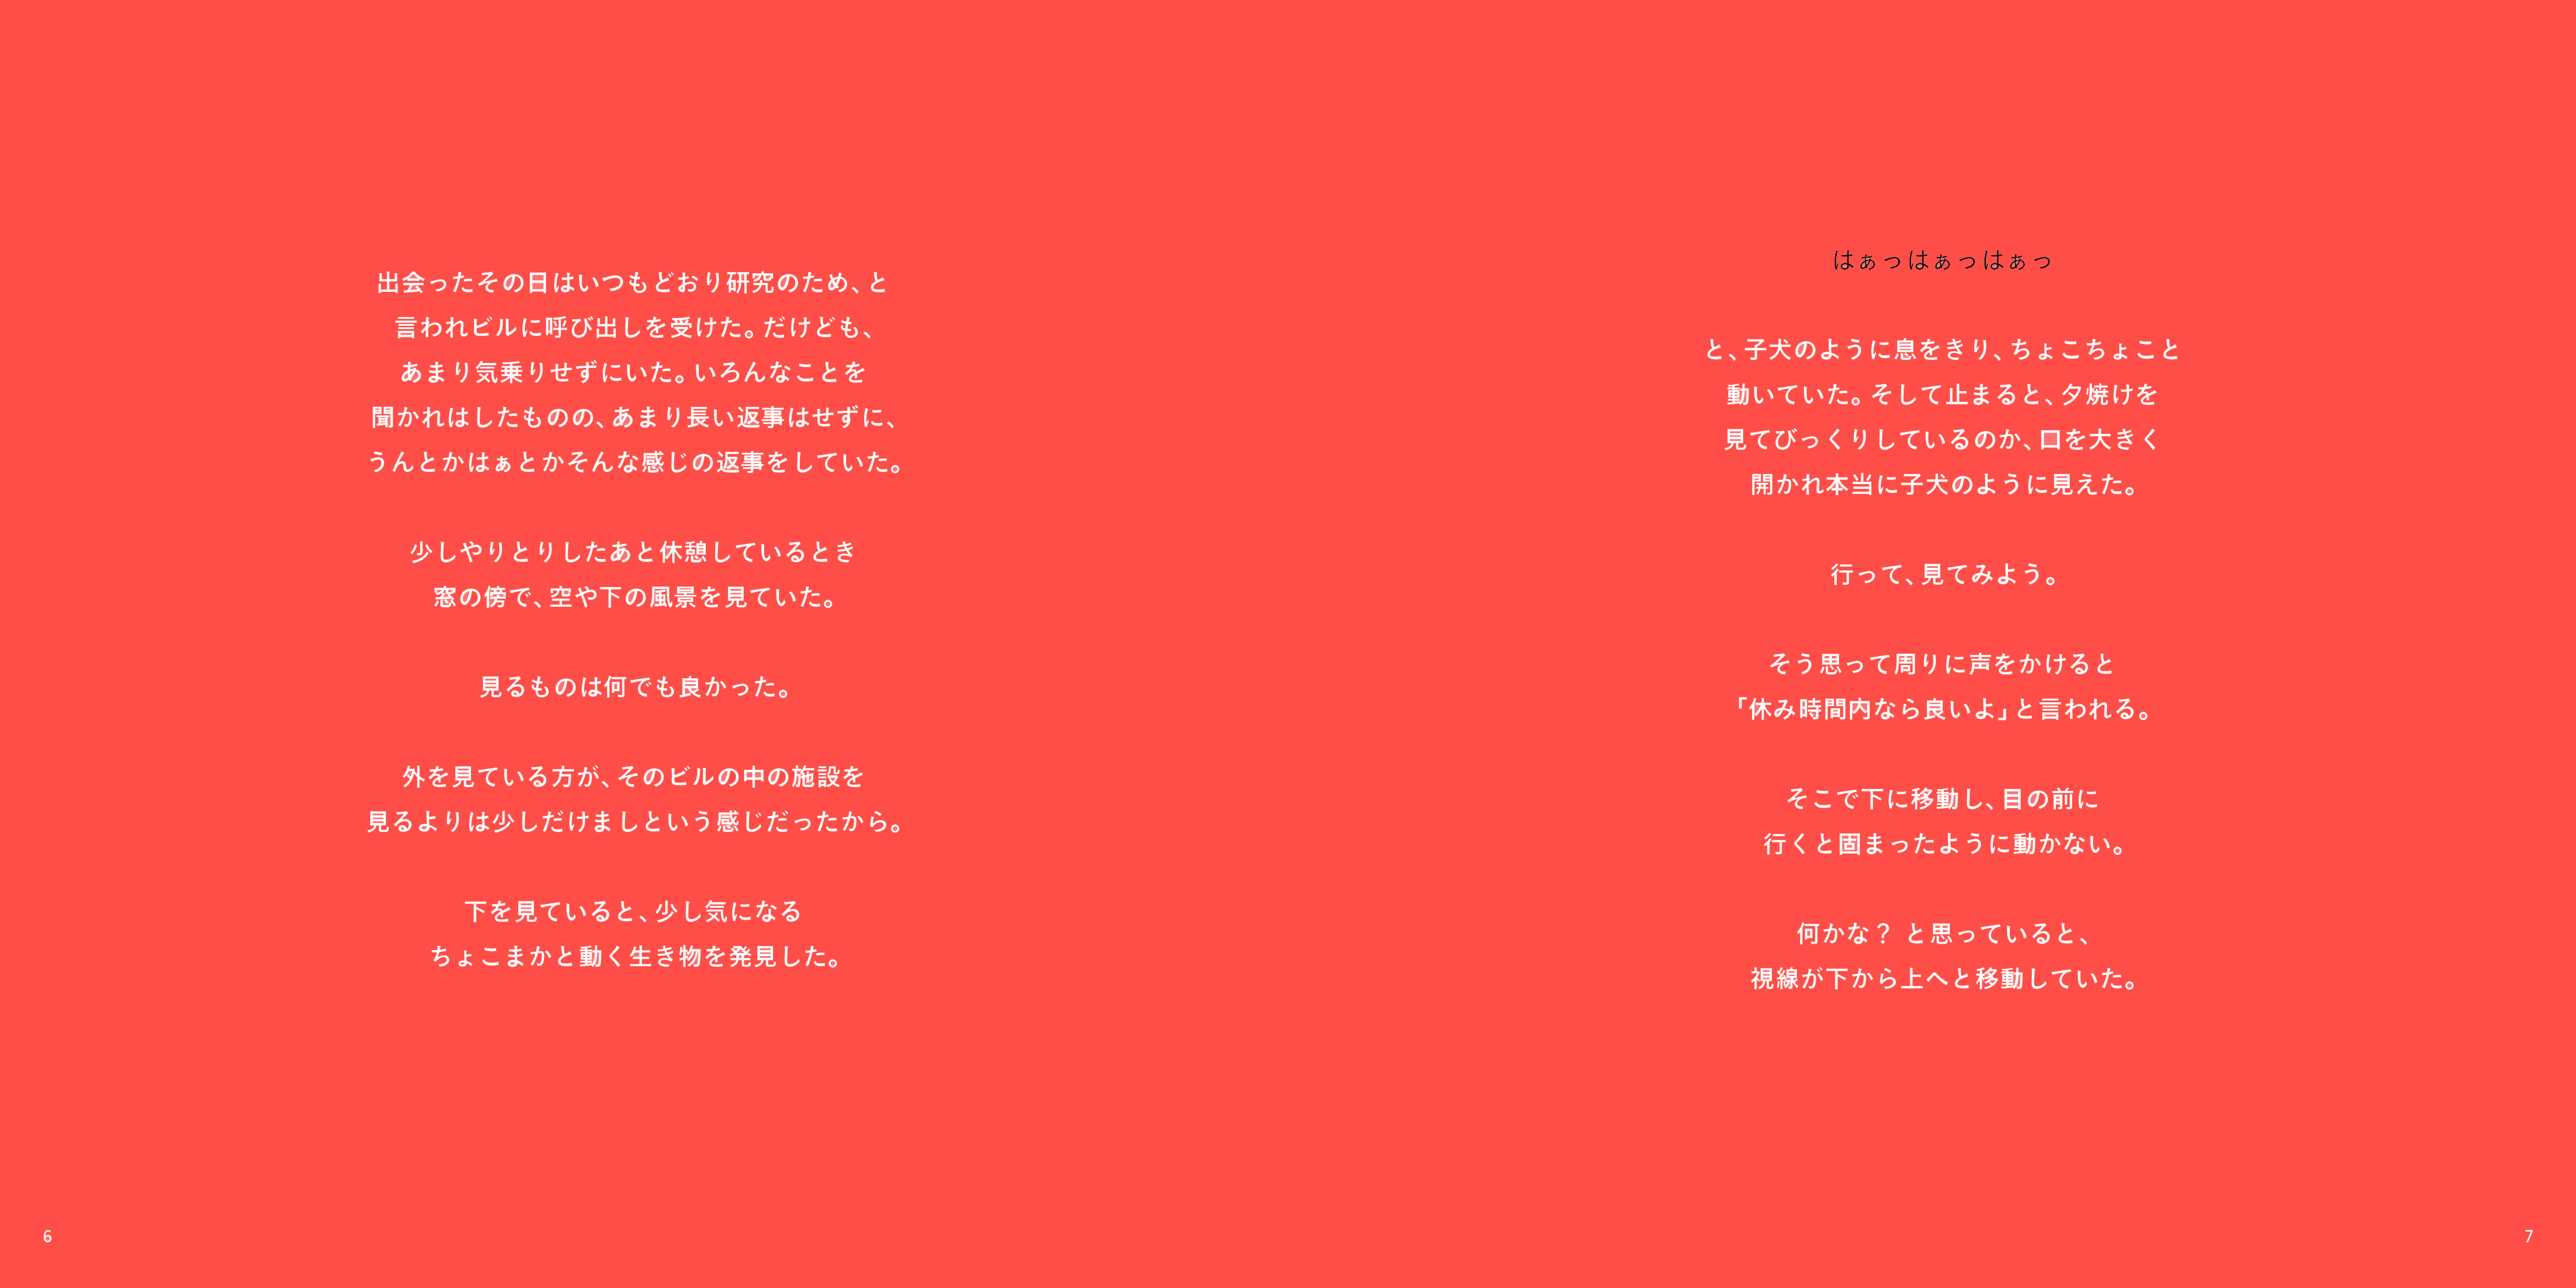 出会ったその日はいつもどおり研究のため、と
言われビルに呼び出しを受けた。だけども、
あまり気乗りせずにいた。いろんなことを
聞かれはしたものの、あまり長い返事はせずに、
うんとかはぁとかそんな感じの返事をしていた。
少しやりとりしたあと休憩しているとき
窓の傍で、空や下の風景を見ていた。
見るものは何でも良かった。
外を見ている方が、そのビルの中の施設を
見るよりは少しだけましという感じだったから。
下を見ていると、少し気になる
ちょこまかと動く生き物を発見した。
6
はぁっはぁっはぁっ
と、子犬のように息をきり、ちょこちょこと
動いていた。そして止まると、夕焼けを
見てびっくりしているのか、口を大きく
開かれ本当に子犬のように見えた。
行って、見てみよう。
そう思って周りに声をかけると
「休み時間内なら良いよ」と言われる。
そこで下に移動し、目の前に
行くと固まったように動かない。
何かな？ と思っていると、
視線が下から上へと移動していた。
7